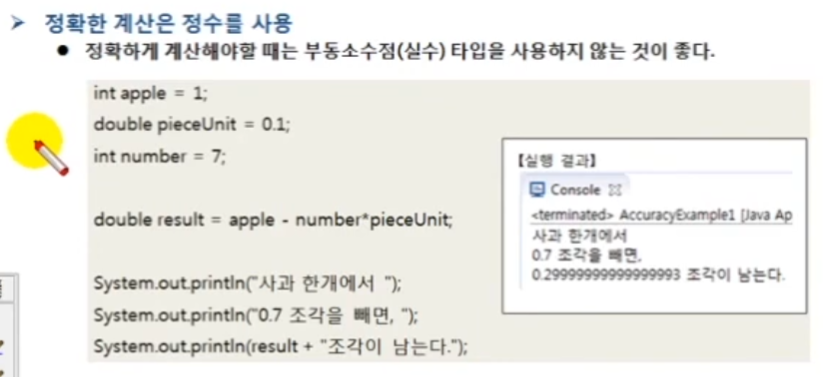 정확한 계산은 정수를 사용
정확하게 계산해야할 때는 부동소수점(실수) 타입을 사용하지 않는 것이 좋다.
int apple = 1;
double pieceUnit = 0.1;
int number = 7;
double result = apple - number*pieceUnit;
System.out.println("사과 한개에서 ");
System.out.println("0.7 조각을 빼면, ");
System.out.println(result + "조각이 남는다.");
【실행 결과】
Console
<terminated> AccuracyExample1 [Java Ap
사과 한개에서
0.7 조각을 빼면,
0.29999999999999993 조각이 남는다.